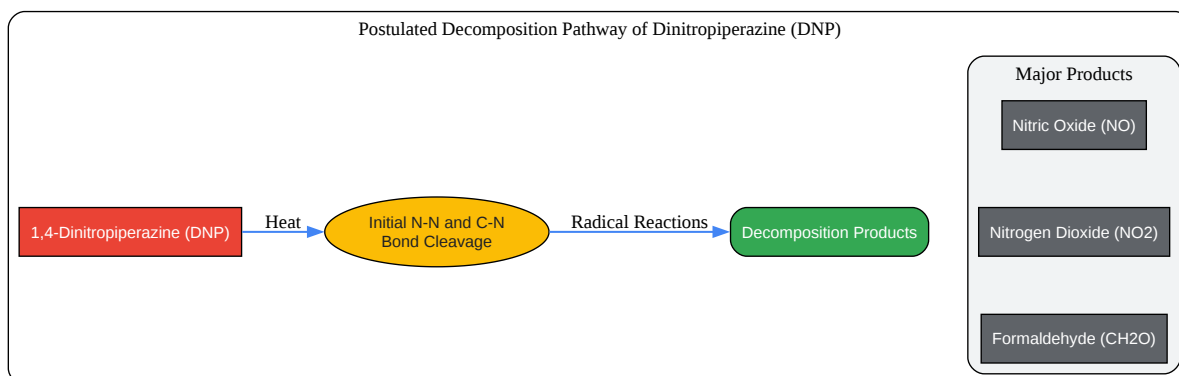 Postulated Decomposition Pathway of Dinitropiperazine (DNP)
Major Products
Nitric Oxide (NO)
1,4-Dinitropiperazine (DNP)
Heat
Initial N-N and C-N
Bond Cleavage
Radical Reactions
Decomposition Products
Nitrogen Dioxide (NO2)
Formaldehyde (CH2O)